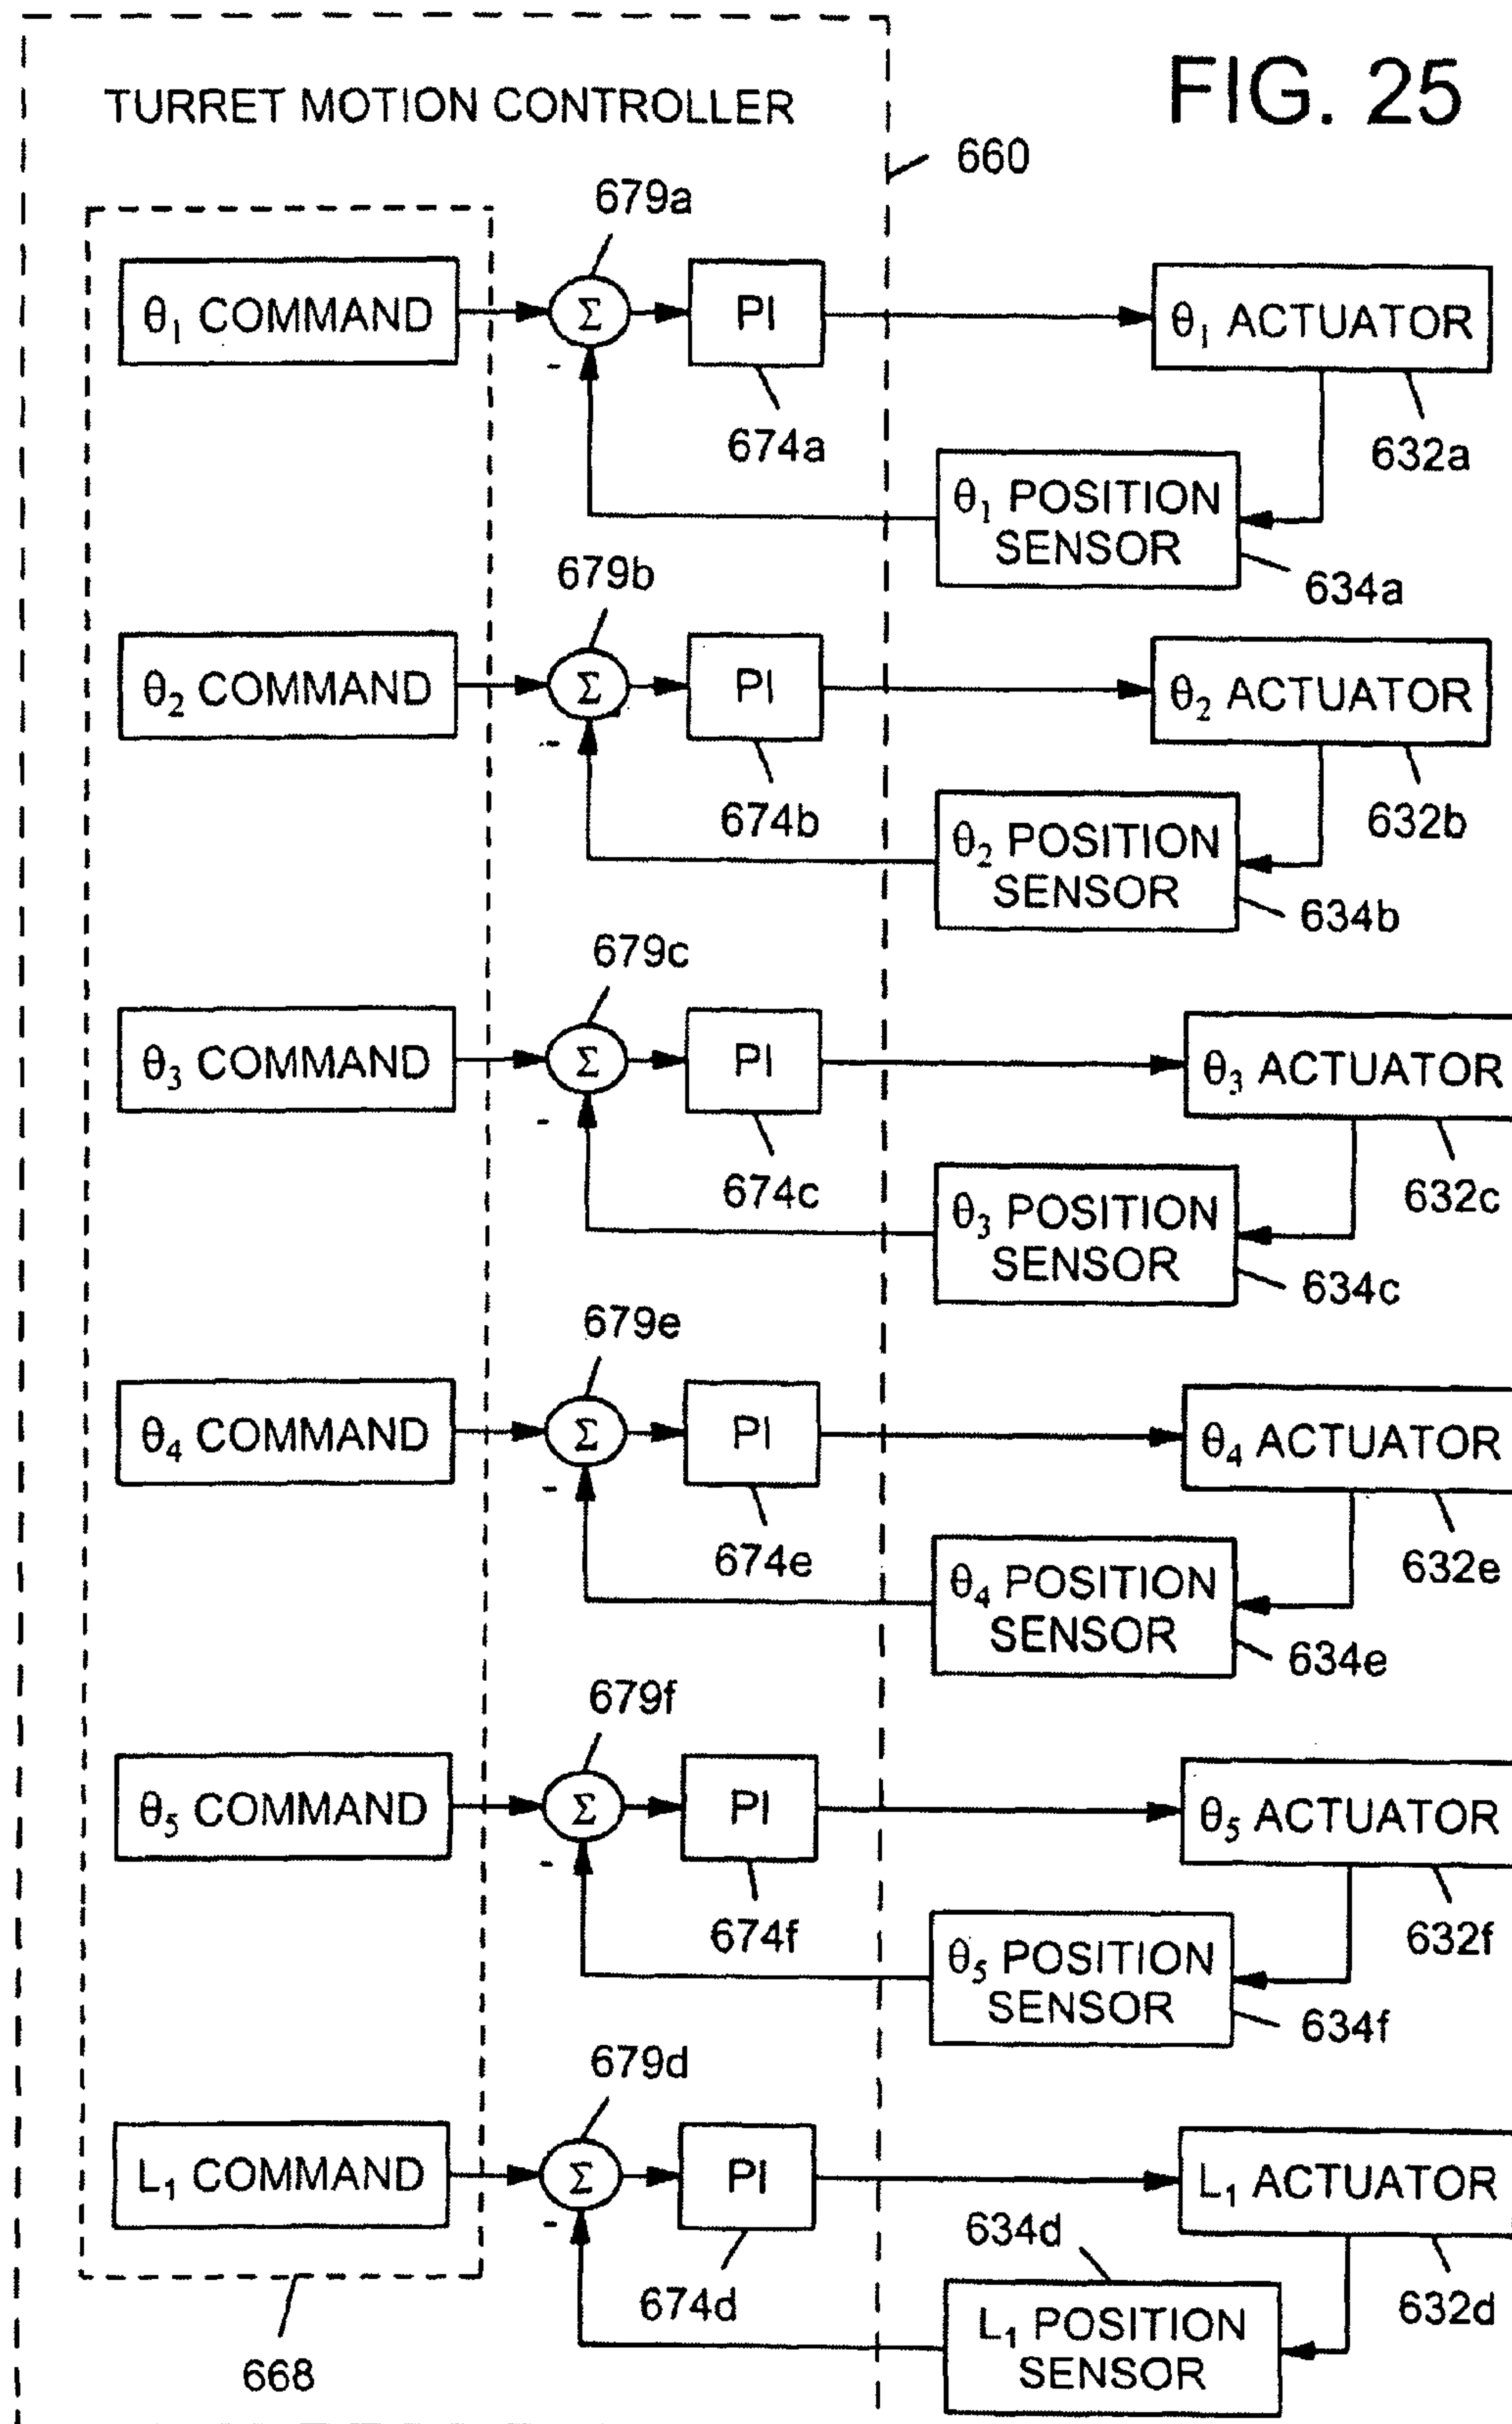 FIG. 25
TURRET MOTION CONTROLLER
660
679a
θ1 COMMAND
Σ
PI
θ1 ACTUATOR
-
674a
632a
θ1 POSITION
SENSOR
634a
679b
θ2 COMMAND
Σ
PI
θ2 ACTUATOR
-
674b
632b
θ2 POSITION
SENSOR
634b
679c
θ3 COMMAND
Σ
PI
θ3 ACTUATOR
-
674c
632c
θ3 POSITION
SENSOR
634c
679e
θ4 COMMAND
Σ
PI
θ4 ACTUATOR
-
674e
632e
θ4 POSITION
SENSOR
634e
679f
θ5 COMMAND
Σ
PI
θ5 ACTUATOR
-
674f
632f
θ5 POSITION
SENSOR
634f
679d
L1 COMMAND
Σ
PI
L1 ACTUATOR
-
634d
674d
632d
L1 POSITION
SENSOR
668